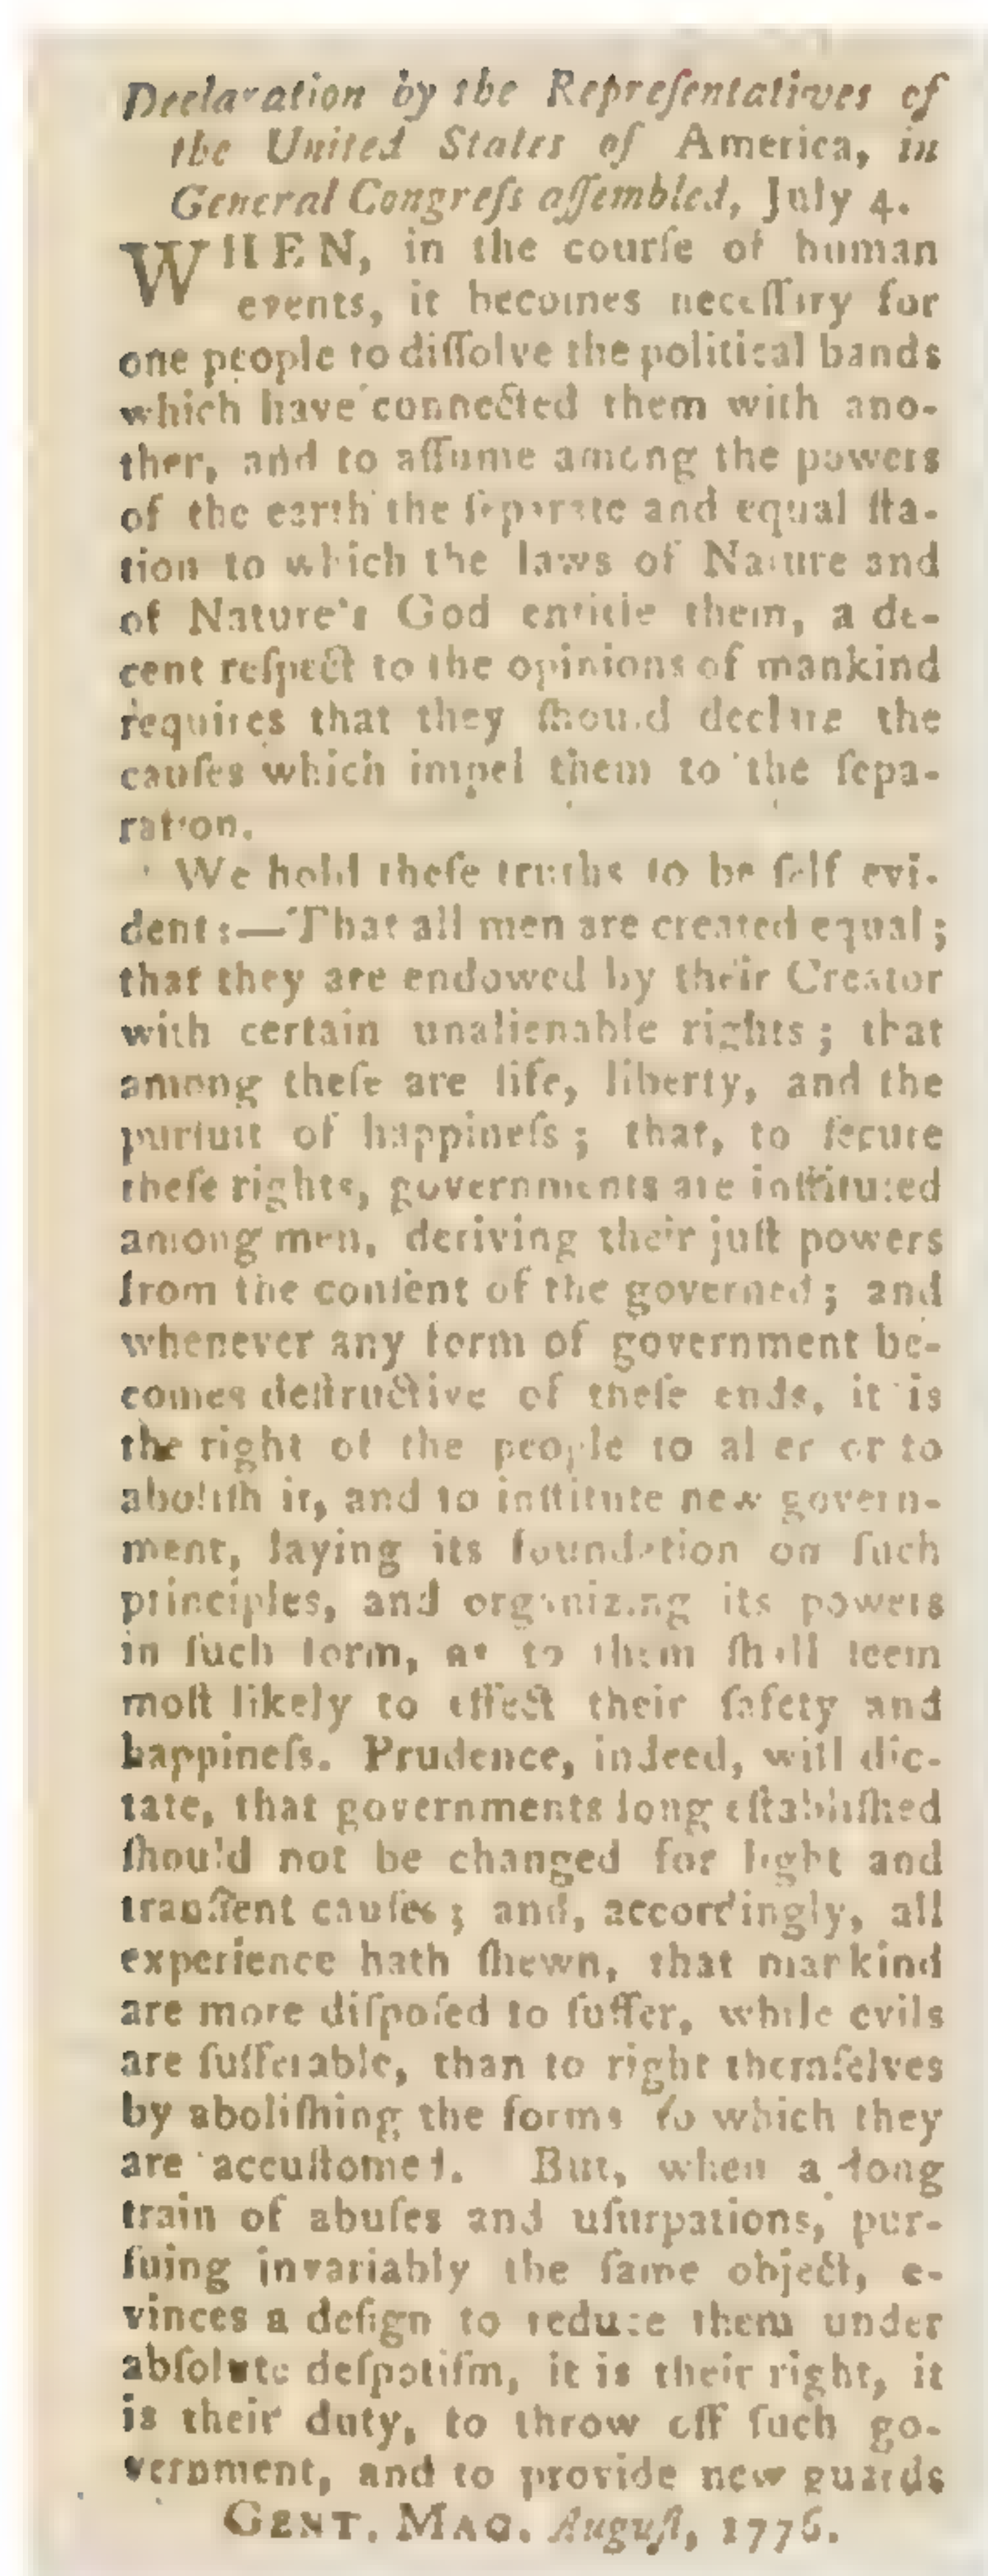 Declaration by the Repreſentatives of
the United States of America, in
General Congreſs aſſembled, July 4.
WHEN, in the courſe of human
events, it becomes neceſſary for
one people to diſſolve the political bands
which have connected them with ano-
ther, and to aſſume among the powers
of the earth the ſeparate and equal ſta-
tion to which the laws of Nature and
of Nature's God entitle them, a de-
cent reſpect to the opinions of mankind
requires that they ſhould declare the
cauſes which impel them to the ſepa-
ration.
We hold theſe truths to be ſelf evi-
dent:—That all men are created equal;
that they are endowed by their Creator
with certain unalienable rights; that
among theſe are life, liberty, and the
purſuit of happineſs; that, to ſecure
theſe rights, governments are inſtituted
among men, deriving their juſt powers
from the conſent of the governed; and
whenever any form of government be-
comes deſtructive of theſe ends, it is
the right of the people to alter or to
aboliſh it, and to inſtitute new govern-
ment, laying its foundation on ſuch
principles, and organizing its powers
in ſuch form, as to them ſhall ſeem
moſt likely to effect their ſafety and
happineſs. Prudence, indeed, will dic-
tate, that governments long eſtabliſhed
ſhould not be changed for light and
tranſient cauſes; and, accordingly, all
experience hath ſhewn, that mankind
are more diſpoſed to ſuffer, while evils
are ſufferable, than to right themſelves
by aboliſhing the forms to which they
are accuſtomed. But, when a long
train of abuſes and uſurpations, pur-
ſuing invariably the ſame object, e-
vinces a deſign to reduce them under
abſolute deſpotiſm, it is their right, it
is their duty, to throw off ſuch go-
vernment, and to provide new guards
GENT. MAG. Auguſt, 1776.